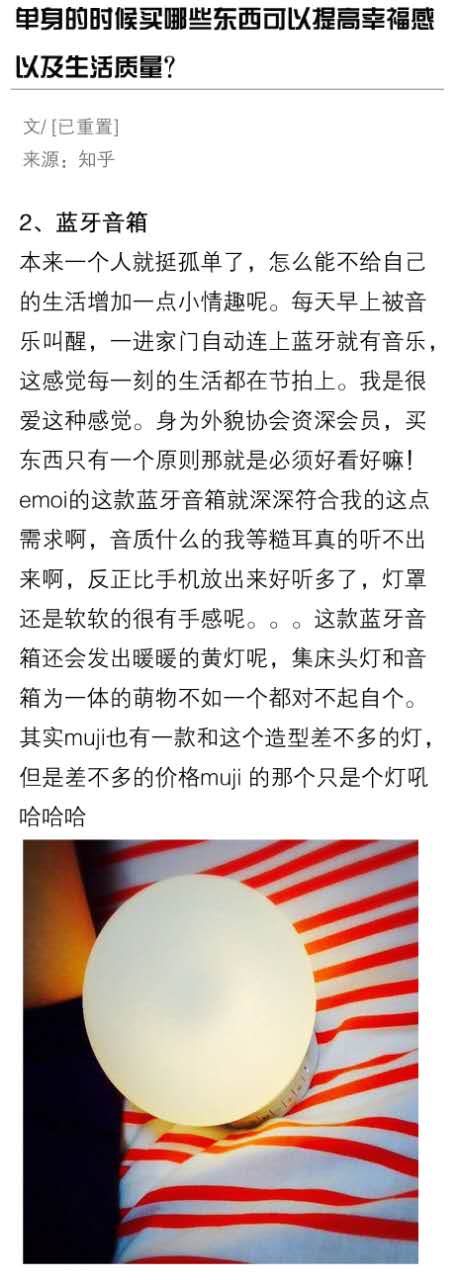 单身的时候买哪些东西可以提高幸福感
以及生活质量?
文/ [已重置]
来源：知乎
2、蓝牙音箱
本来一个人就挺孤单了，怎么能不给自己
的生活增加一点小情趣呢。每天早上被音
乐叫醒，一进家门自动连上蓝牙就有音乐，
这感觉每一刻的生活都在节拍上。我是很
爱这种感觉。身为外貌协会资深会员，买
东西只有一个原则那就是必须好看好嘛！
emoi的这款蓝牙音箱就深深符合我的这点
需求啊，音质什么的我等糙耳真的听不出
来啊，反正比手机放出来好听多了，灯罩
还是软软的很有手感呢。。。这款蓝牙音
箱还会发出暖暖的黄灯呢，集床头灯和音
箱为一体的萌物不如一个都对不起自个。
其实muji也有一款和这个造型差不多的灯，
但是差不多的价格muji 的那个只是个灯吼
哈哈哈